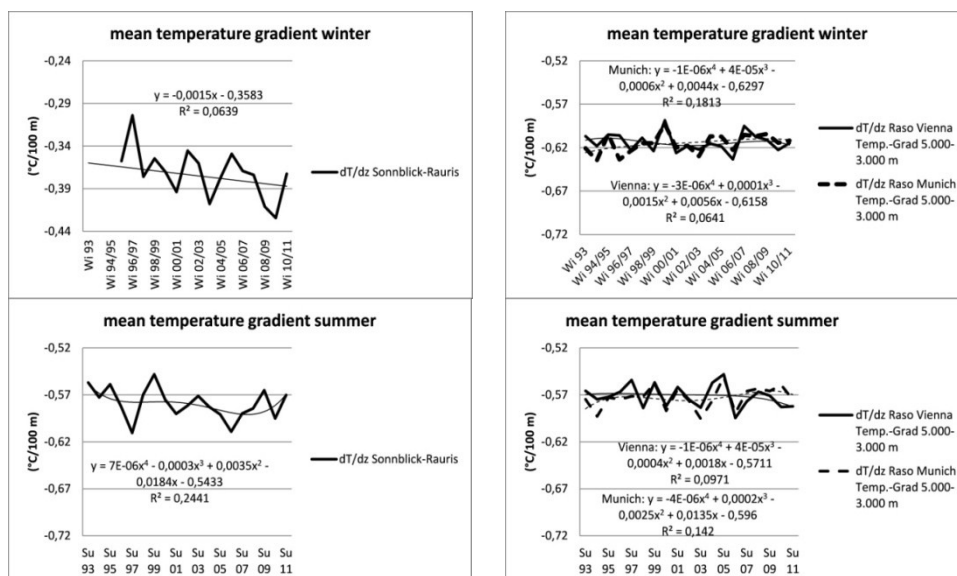 mean temperature gradient winter
-0,24
-0,29
-0,34
-0,39
-0,44
(°C/100 m)
y = -0,0015x - 0,3583
R² = 0,0639
dT/dz Sonnblick-Rauris
Wi 93
Wi 94/95
Wi 96/97
Wi 98/99
Wi 00/01
Wi 02/03
Wi 04/05
Wi 06/07
Wi 08/09
Wi 10/11
mean temperature gradient winter
-0,52
-0,57
-0,62
-0,67
-0,72
(°C/100 m)
Munich: y = -1E-06x⁴ + 4E-05x³ -
0,0006x² + 0,0044x - 0,6297
R² = 0,1813
Vienna: y = -3E-06x⁴ + 0,0001x³ -
0,0015x² + 0,0056x - 0,6158
R² = 0,0641
dT/dz Raso Vienna
Temp.-Grad 5.000-
3.000 m
dT/dz Raso Munich
Temp.-Grad 5.000-
3.000 m
Wi 93
Wi 94/95
Wi 96/97
Wi 98/99
Wi 00/01
Wi 02/03
Wi 04/05
Wi 06/07
Wi 08/09
Wi 10/11
mean temperature gradient summer
-0,52
-0,57
-0,62
-0,67
-0,72
(°C/100 m)
y = 7E-06x⁴ - 0,0003x³ + 0,0035x² -
0,0184x - 0,5433
R² = 0,2441
dT/dz Sonnblick-Rauris
Su Su Su Su Su Su Su Su Su Su
93 95 97 99 01 03 05 07 09 11
mean temperature gradient summer
-0,52
-0,57
-0,62
-0,67
-0,72
(°C/100 m)
Vienna: y = -1E-06x⁴ + 4E-05x³ -
0,0004x² + 0,0018x - 0,5711
R² = 0,0971
Munich: y = -4E-06x⁴ + 0,0002x³ -
0,0025x² + 0,0135x - 0,596
R² = 0,142
dT/dz Raso Vienna
Temp.-Grad 5.000-
3.000 m
dT/dz Raso Munich
Temp.-Grad 5.000-
3.000 m
Su Su Su Su Su Su Su Su Su Su
93 95 97 99 01 03 05 07 09 11